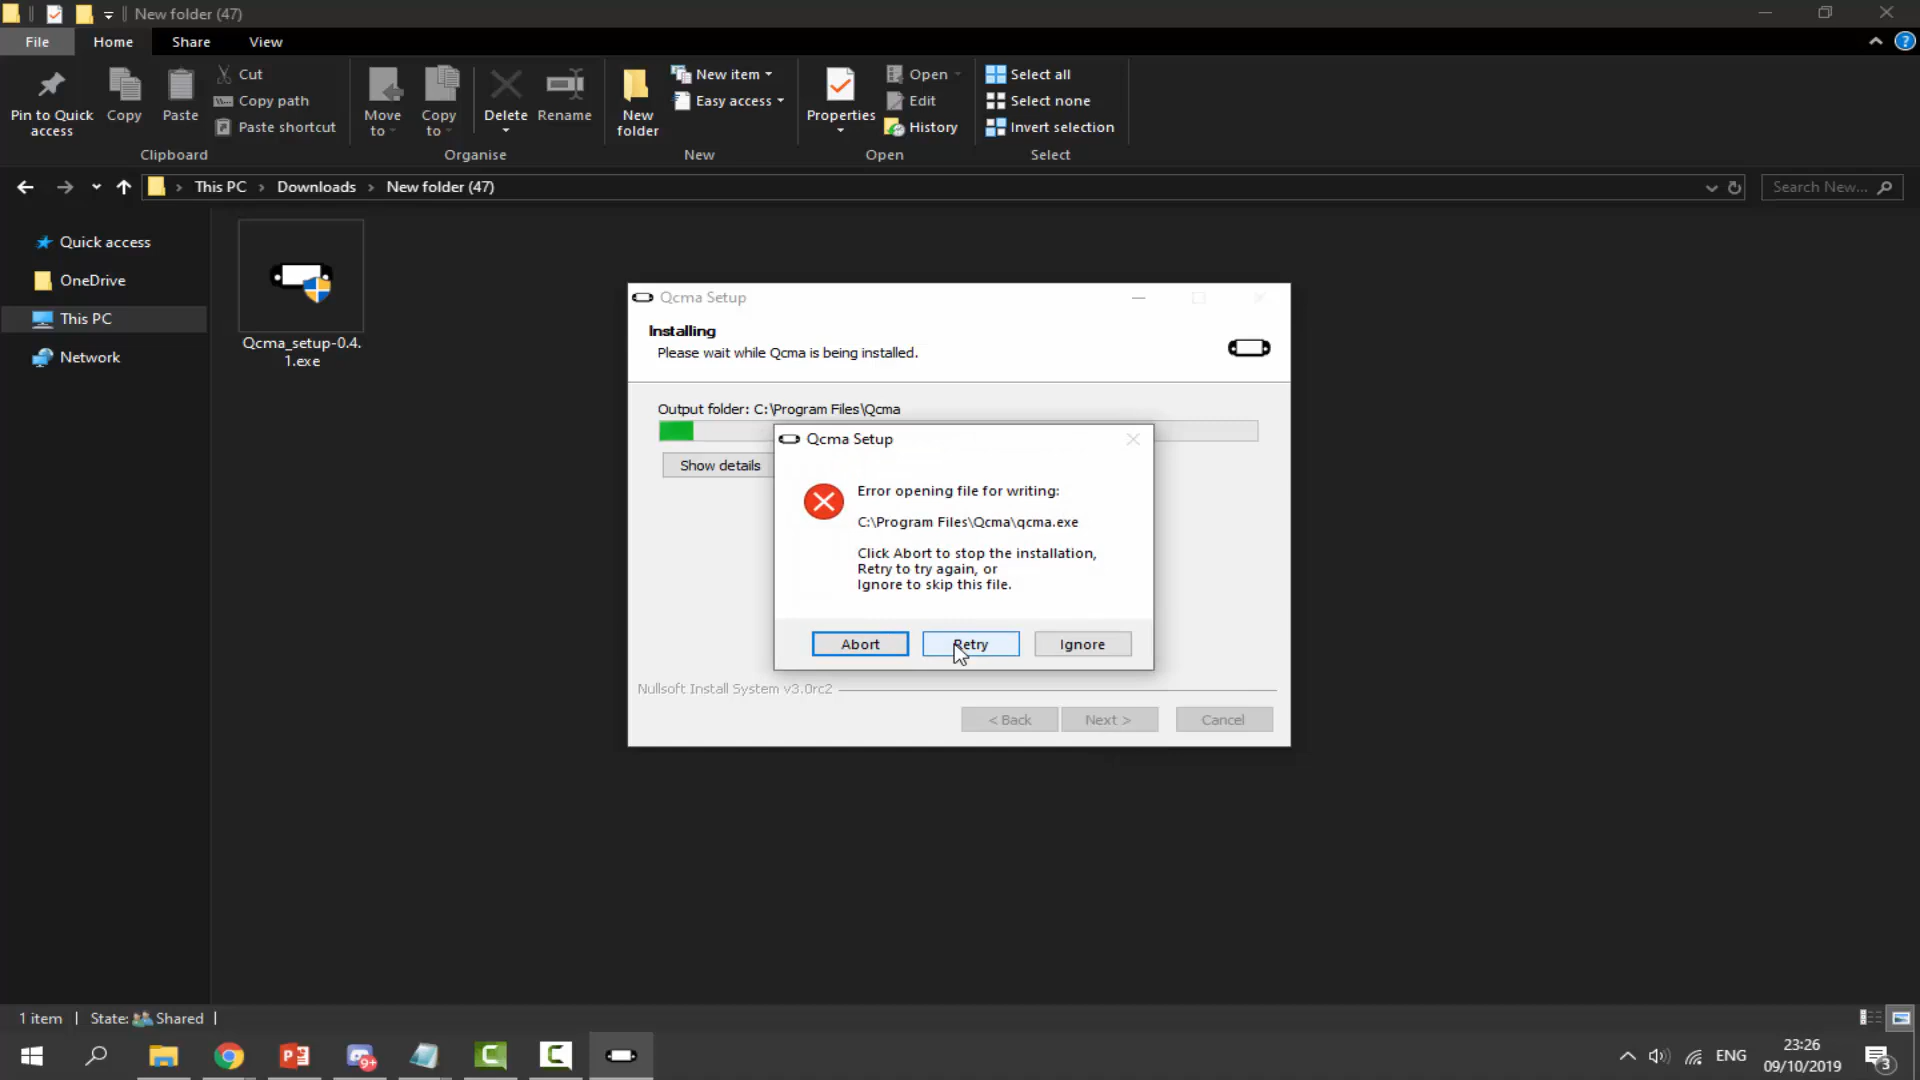 New folder (47)
File
Home
Share
View
Pin to Quick
access
Copy
Paste
Cut
Copy path
Paste shortcut
Clipboard
Move
to
Copy
to
Delete
Rename
Organise
New
folder
New item
Easy access
New
Properties
Open
Edit
History
Open
Select all
Select none
Invert selection
Select
This PC
Downloads
New folder (47)
Search New...
Quick access
OneDrive
This PC
Network
Qcma_setup-0.4.
1.exe
Qcma Setup
Installing
Please wait while Qcma is being installed.
Output folder: C:\Program Files\Qcma
Show details
Qcma Setup
Error opening file for writing:
C:\Program Files\Qcma\qcma.exe
Click Abort to stop the installation,
Retry to try again, or
Ignore to skip this file.
Abort
Retry
Ignore
Nullsoft Install System v3.0rc2
< Back
Next >
Cancel
1 item
State:
Shared
9+
ENG
23:26
09/10/2019
3